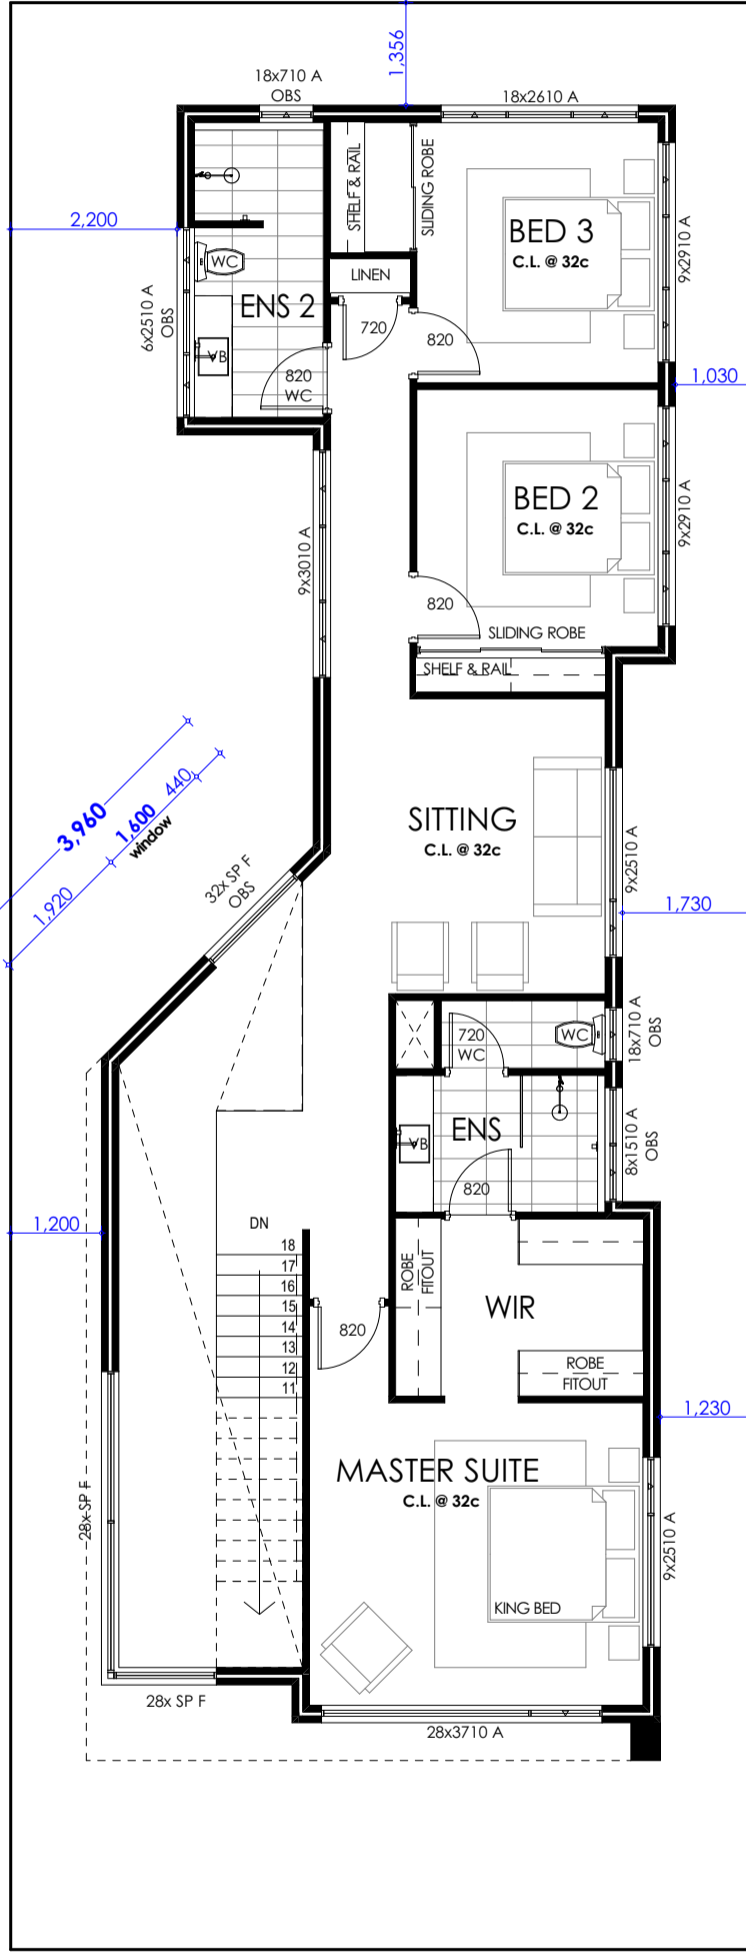 1,356
18x710 A
OBS
18x2610 A
SHELF & RAIL
SLIDING ROBE
BED 3
C.L. @ 32c
9x2910 A
2,200
WC
LINEN
6x2510 A
OBS
ENS 2
720
820
VB
820
WC
1,030
BED 2
C.L. @ 32c
9x2910 A
9x3010 A
820
SLIDING ROBE
SHELF & RAIL
3,960
440
1,600
window
1,920
SITTING
C.L. @ 32c
9x2510 A
32x SP F
OBS
1,730
720
WC
WC
18x710 A
OBS
ENS
VB
8x1510 A
OBS
820
1,200
DN
18
17
16
15
14
13
12
11
ROBE
FITOUT
WIR
820
ROBE
FITOUT
1,230
MASTER SUITE
C.L. @ 32c
28x SP F
9x2510 A
KING BED
28x SP F
28x3710 A